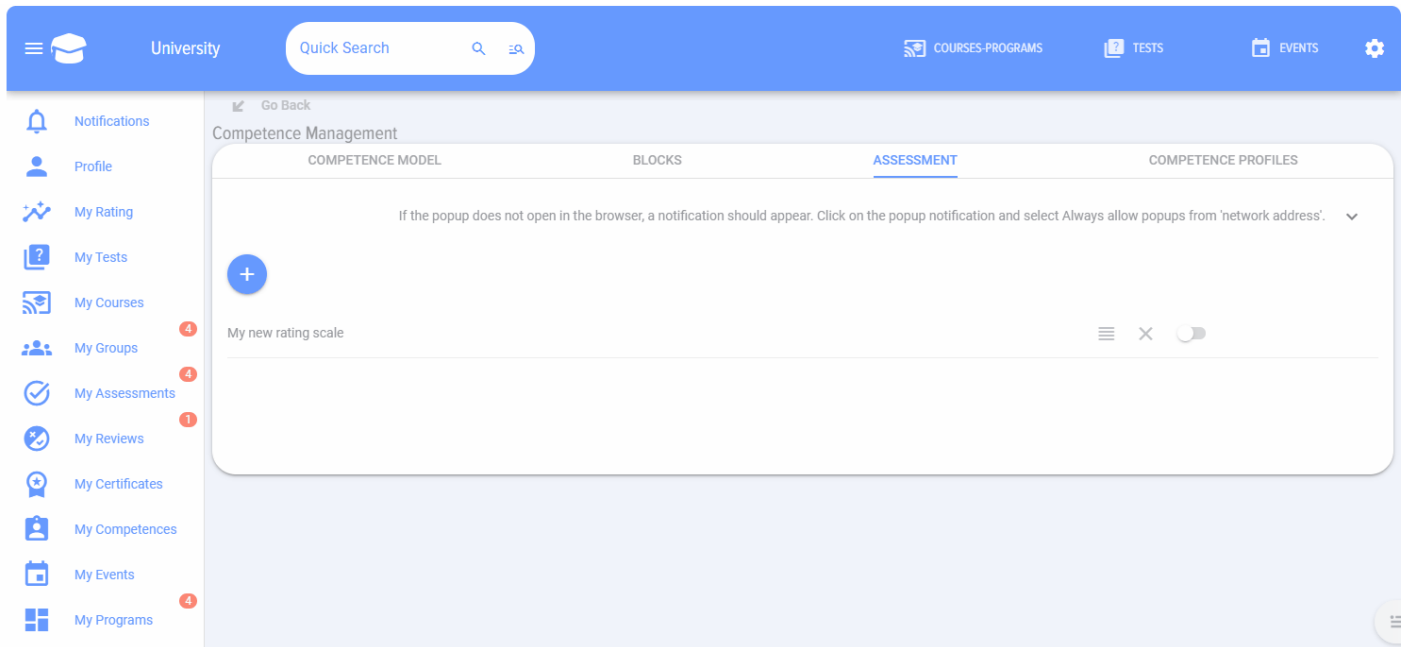 University
Quick Search
COURSES-PROGRAMS
? TESTS
EVENTS
Notifications
Profile
My Rating
? My Tests
My Courses
4
My Groups
4
My Assessments
1
My Reviews
My Certificates
My Competences
My Events
4
My Programs
Go Back
Competence Management
COMPETENCE MODEL
BLOCKS
ASSESSMENT
COMPETENCE PROFILES
If the popup does not open in the browser, a notification should appear. Click on the popup notification and select Always allow popups from 'network address'.
+
My new rating scale